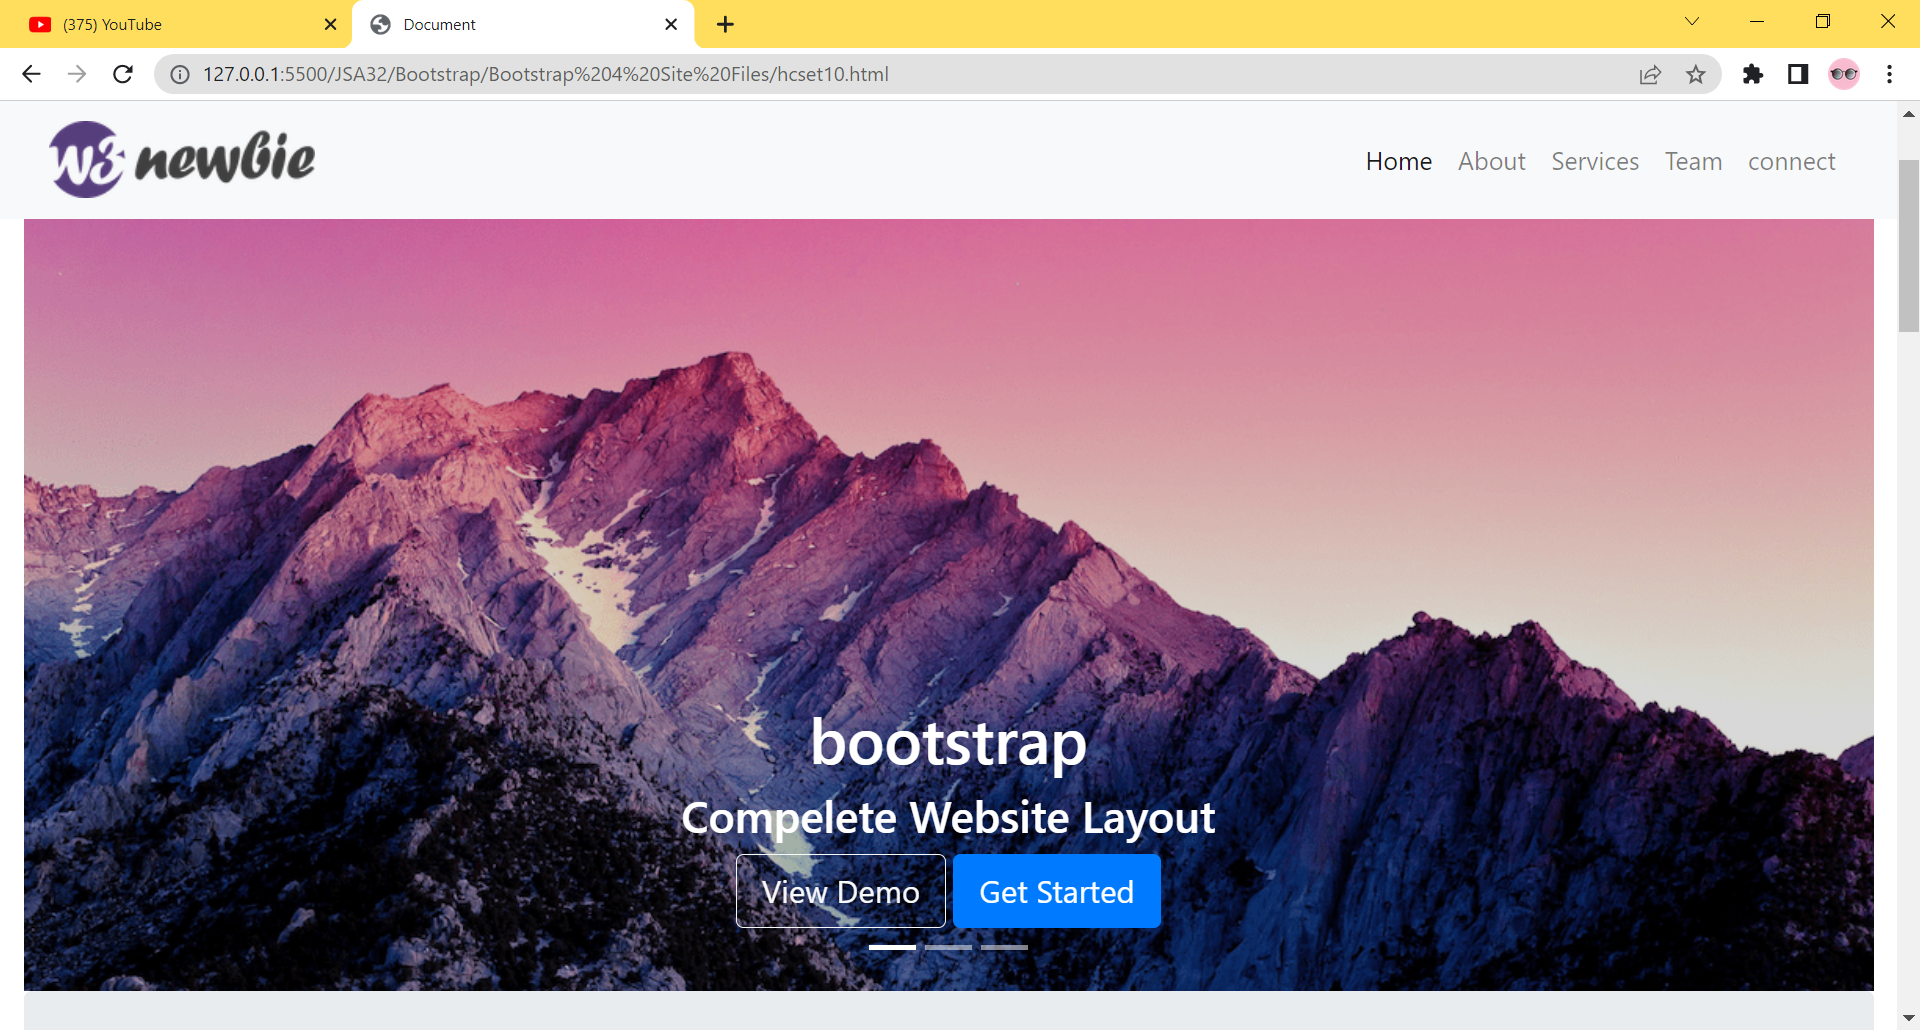 (375) YouTube
Document
127.0.0.1:5500/JSA32/Bootstrap/Bootstrap%204%20Site%20Files/hcset10.html
W3 newbie
Home About Services Team connect
bootstrap
Compelete Website Layout
View Demo Get Started